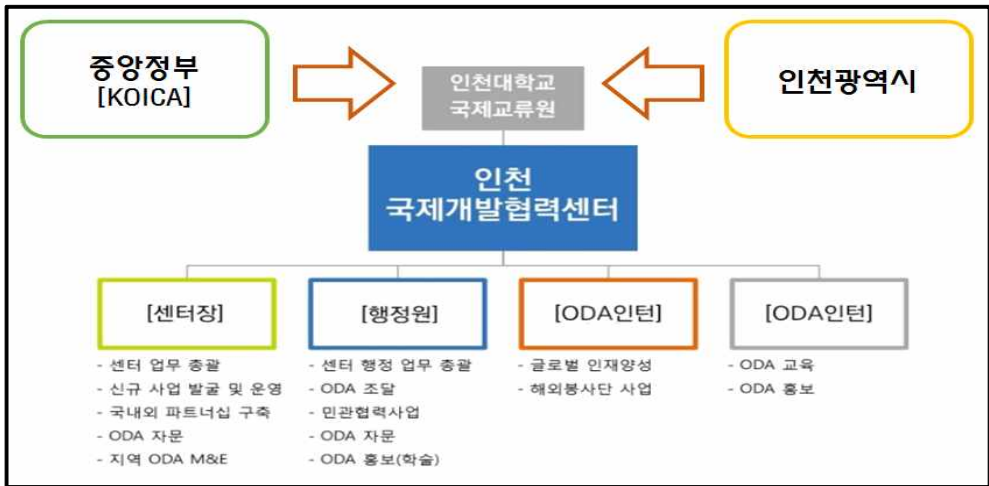 중앙정부
[KOICA]
인천대학교
국제교류원
인천광역시
인천
국제개발협력센터
[센터장]
- 센터 업무 총괄
- 신규 사업 발굴 및 운영
- 국내외 파트너십 구축
- ODA 자문
- 지역 ODA M&E
[행정원]
- 센터 행정 업무 총괄
- ODA 조달
- 민관협력사업
- ODA 자문
- ODA 홍보(학술)
[ODA인턴]
- 글로벌 인재양성
- 해외봉사단 사업
[ODA인턴]
- ODA 교육
- ODA 홍보